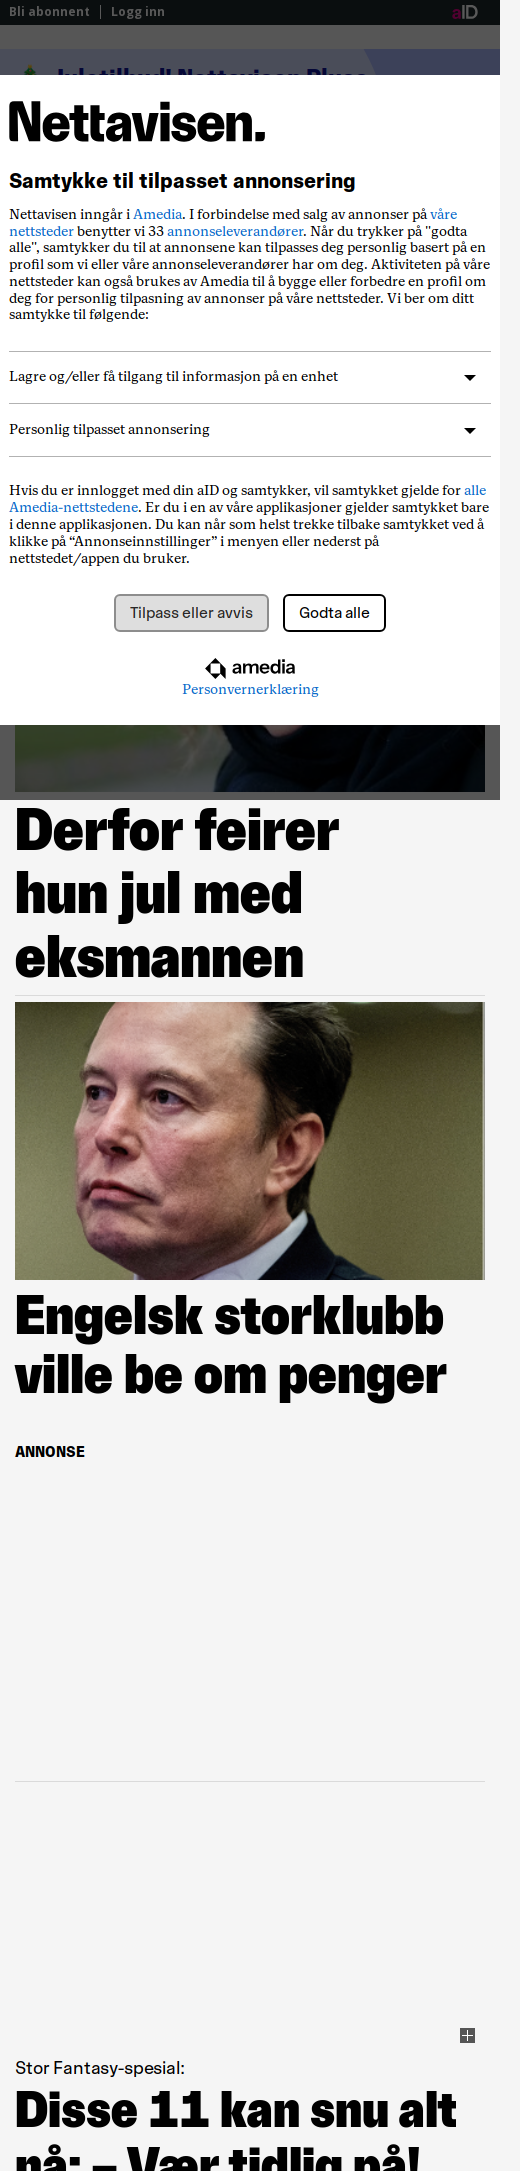 Bli abonnent
Logg inn
aID
Juletilbud! Nettavisen Pluss
Nettavisen.
Samtykke til tilpasset annonsering
Nettavisen inngår i Amedia. I forbindelse med salg av annonser på våre
nettsteder benytter vi 33 annonseleverandører. Når du trykker på "godta
alle", samtykker du til at annonsene kan tilpasses deg personlig basert på en
profil som vi eller våre annonseleverandører har om deg. Aktiviteten på våre
nettsteder kan også brukes av Amedia til å bygge eller forbedre en profil om
deg for personlig tilpasning av annonser på våre nettsteder. Vi ber om ditt
samtykke til følgende:
Lagre og/eller få tilgang til informasjon på en enhet
Personlig tilpasset annonsering
Hvis du er innlogget med din aID og samtykker, vil samtykket gjelde for alle
Amedia-nettstedene. Er du i en av våre applikasjoner gjelder samtykket bare
i denne applikasjonen. Du kan når som helst trekke tilbake samtykket ved å
klikke på “Annonseinnstillinger” i menyen eller nederst på
nettstedet/appen du bruker.
Tilpass eller avvis
Godta alle
amedia
Personvernerklæring
Derfor feirer
hun jul med
eksmannen
Engelsk storklubb
ville be om penger
ANNONSE
Stor Fantasy-spesial:
Disse 11 kan snu alt
nå: – Vær tidlig på!